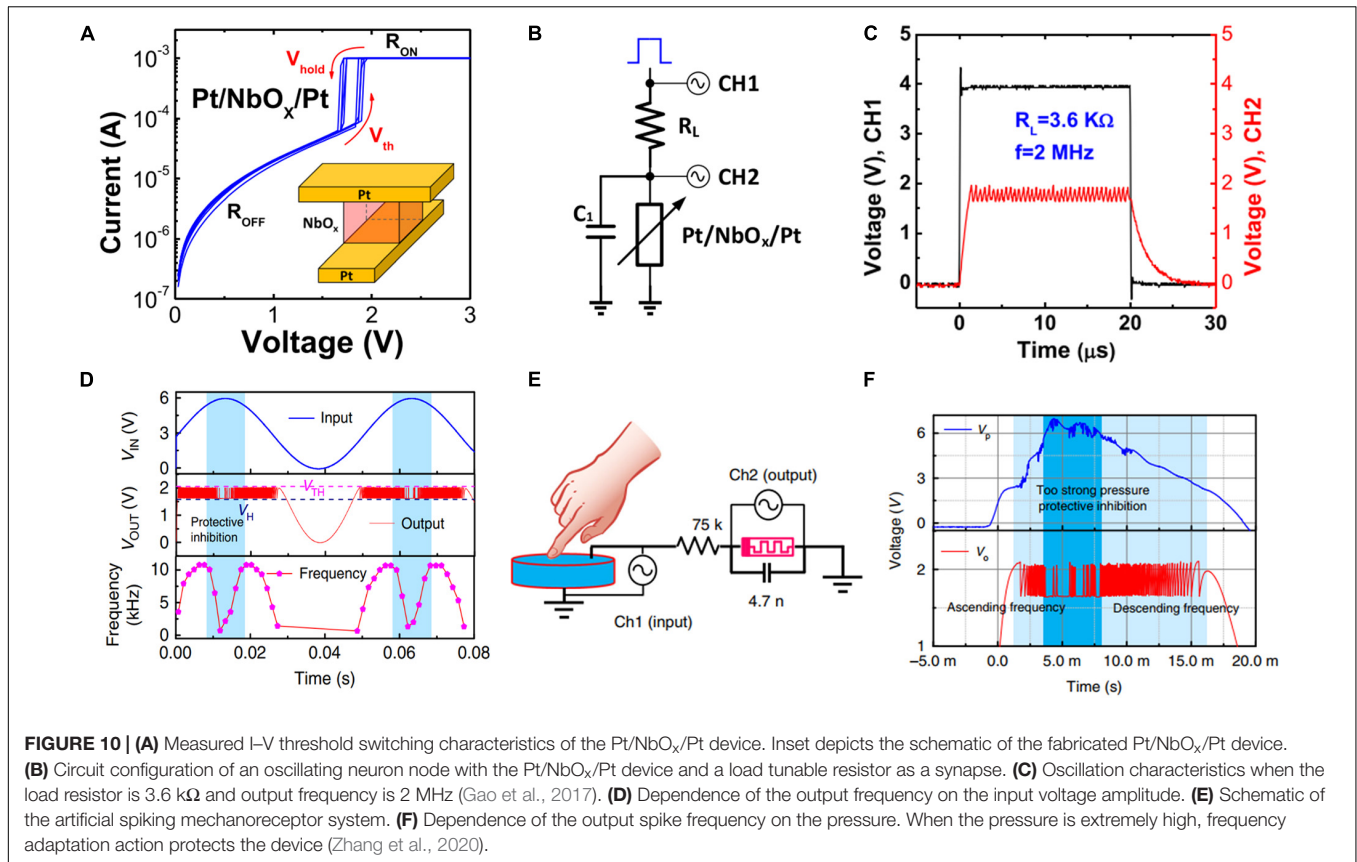 A
10⁻³
10⁻⁴
10⁻⁵
10⁻⁶
10⁻⁷
Current (A)
V_hold
R_ON
Pt/NbO_X/Pt
V_th
R_OFF
Pt
NbO_x
Pt
0 1 2 3
Voltage (V)
B
CH1
R_L
CH2
C_1
Pt/NbO_x/Pt
C
5
4
3
2
1
0
Voltage (V), CH1
R_L=3.6 KΩ
f=2 MHz
5
4
3
2
1
0
Voltage (V), CH2
0 10 20 30
Time (μs)
D
V_IN (V)
6
3
0
Input
V_OUT (V)
2
1
0
V_TH
V_H
Protective
inhibition
Output
Frequency
(kHz)
10
5
0
Frequency
0.00 0.02 0.04 0.06 0.08
Time (s)
E
Ch2 (output)
75 k
4.7 n
Ch1 (input)
F
Voltage (V)
6
3
0
V_p
Too strong pressure
protective inhibition
2
1
V_o
Ascending frequency
Descending frequency
−5.0 m 0.0 5.0 m 10.0 m 15.0 m 20.0 m
Time (s)
FIGURE 10 | (A) Measured I–V threshold switching characteristics of the Pt/NbO_x/Pt device. Inset depicts the schematic of the fabricated Pt/NbO_x/Pt device.
(B) Circuit configuration of an oscillating neuron node with the Pt/NbO_x/Pt device and a load tunable resistor as a synapse. (C) Oscillation characteristics when the
load resistor is 3.6 kΩ and output frequency is 2 MHz (Gao et al., 2017). (D) Dependence of the output frequency on the input voltage amplitude. (E) Schematic of
the artificial spiking mechanoreceptor system. (F) Dependence of the output spike frequency on the pressure. When the pressure is extremely high, frequency
adaptation action protects the device (Zhang et al., 2020).